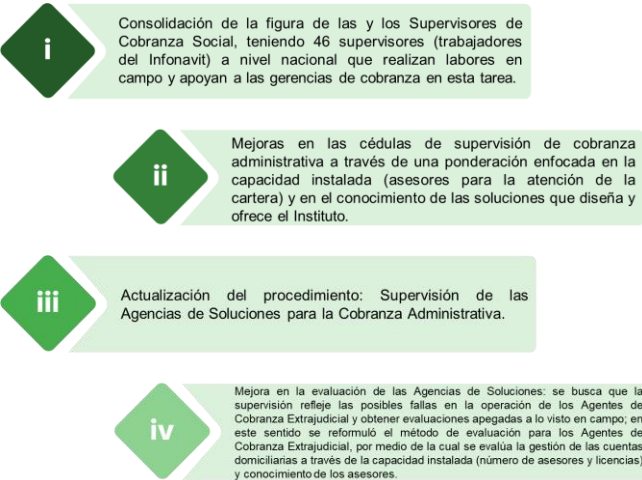 i
Consolidación de la figura de las y los Supervisores de
Cobranza Social, teniendo 46 supervisores (trabajadores
del Infonavit) a nivel nacional que realizan labores en
campo y apoyan a las gerencias de cobranza en esta tarea.
ii
Mejoras en las cédulas de supervisión de cobranza
administrativa a través de una ponderación enfocada en la
capacidad instalada (asesores para la atención de la
cartera) y en el conocimiento de las soluciones que diseña y
ofrece el Instituto.
iii
Actualización del procedimiento: Supervisión de las
Agencias de Soluciones para la Cobranza Administrativa.
iv
Mejora en la evaluación de las Agencias de Soluciones: se busca que la
supervisión refleje las posibles fallas en la operación de los Agentes de
Cobranza Extrajudicial y obtener evaluaciones apegadas a lo visto en campo; en
este sentido se reformuló el método de evaluación para los Agentes de
Cobranza Extrajudicial, por medio de la cual se evalúa la gestión de las cuentas
domiciliarias a través de la capacidad instalada (número de asesores y licencias)
y conocimiento de los asesores.